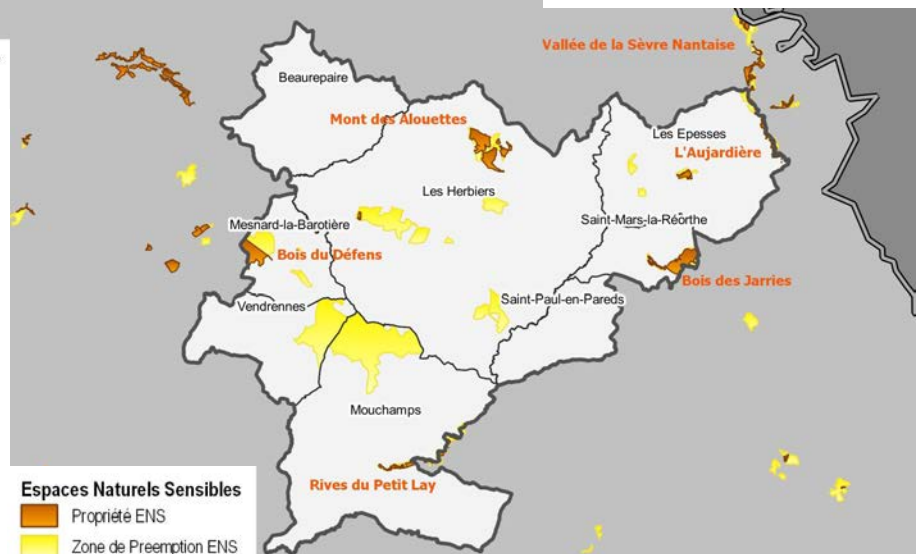 Vallée de la Sèvre Nantaise
Beaurepaire
Mont des Alouettes
Les Epesses
L'Aujardière
Les Herbiers
Mesnard-la-Barotière
Saint-Mars-la-Réorthe
Bois du Défens
Bois des Jarries
Vendrennes
Saint-Paul-en-Pareds
Mouchamps
Rives du Petit Lay
Espaces Naturels Sensibles
Propriété ENS
Zone de Preemption ENS